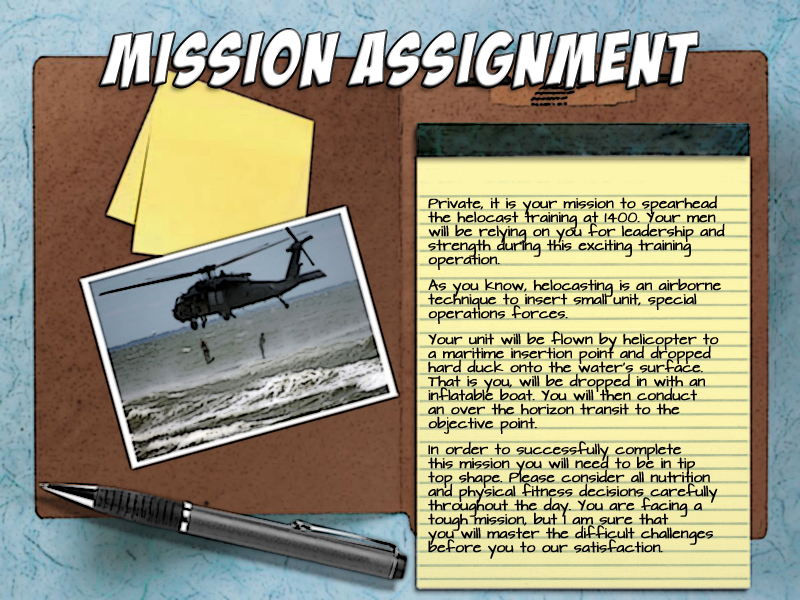 MISSION ASSIGNMENT
Private, it is your mission to spearhead
the helocast training at 1400. Your men
will be relying on you for leadership and
strength during this exciting training
operation.
As you know, helocasting is an airborne
technique to insert small unit, special
operations forces.
Your unit will be flown by helicopter to
a maritime insertion point and dropped
hard duck onto the water's surface.
That is you, will be dropped in with an
inflatable boat. You will then conduct
an over the horizon transit to the
objective point.
In order to successfully complete
this mission you will need to be in tip
top shape. Please consider all nutrition
and physical fitness decisions carefully
throughout the day. You are facing a
tough mission, but I am sure that
you will master the difficult challenges
before you to our satisfaction.